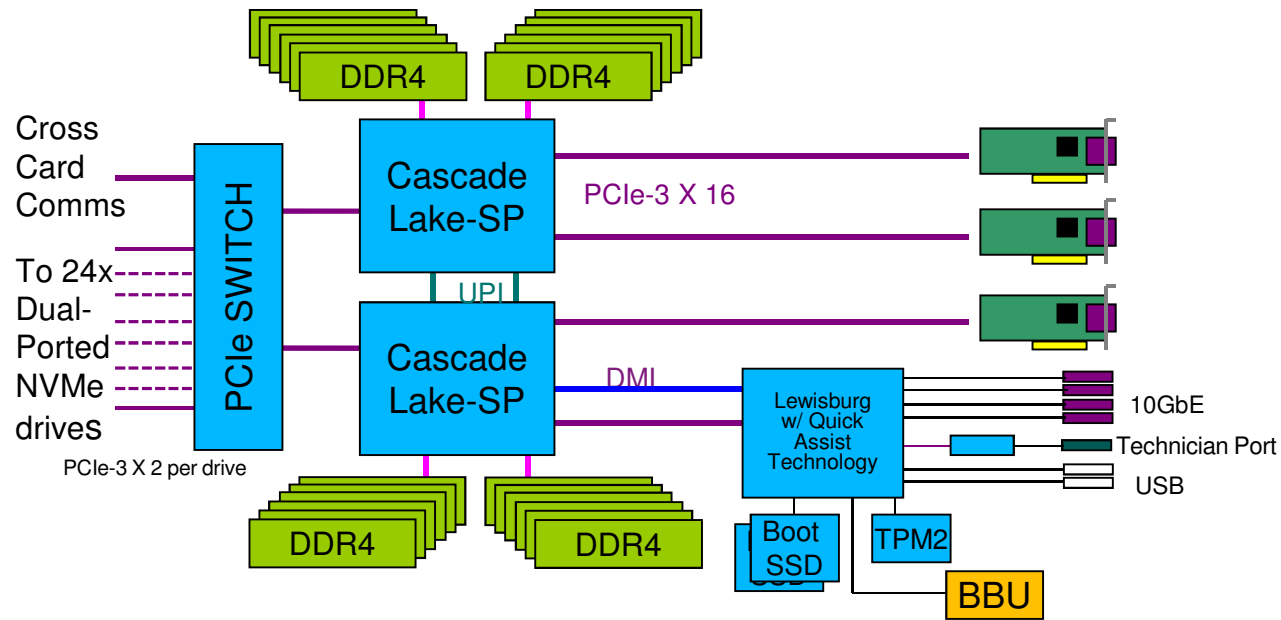 DDR4
DDR4
Cross
Card
Comms
To 24x
Dual-
Ported
NVMe
drives
PCIe-3 X 2 per drive
PCIe SWITCH
Cascade
Lake-SP
PCIe-3 X 16
UPI
Cascade
Lake-SP
DMI
Lewisburg
w/ Quick
Assist
Technology
10GbE
Technician Port
USB
DDR4
DDR4
Boot
SSD
TPM2
BBU